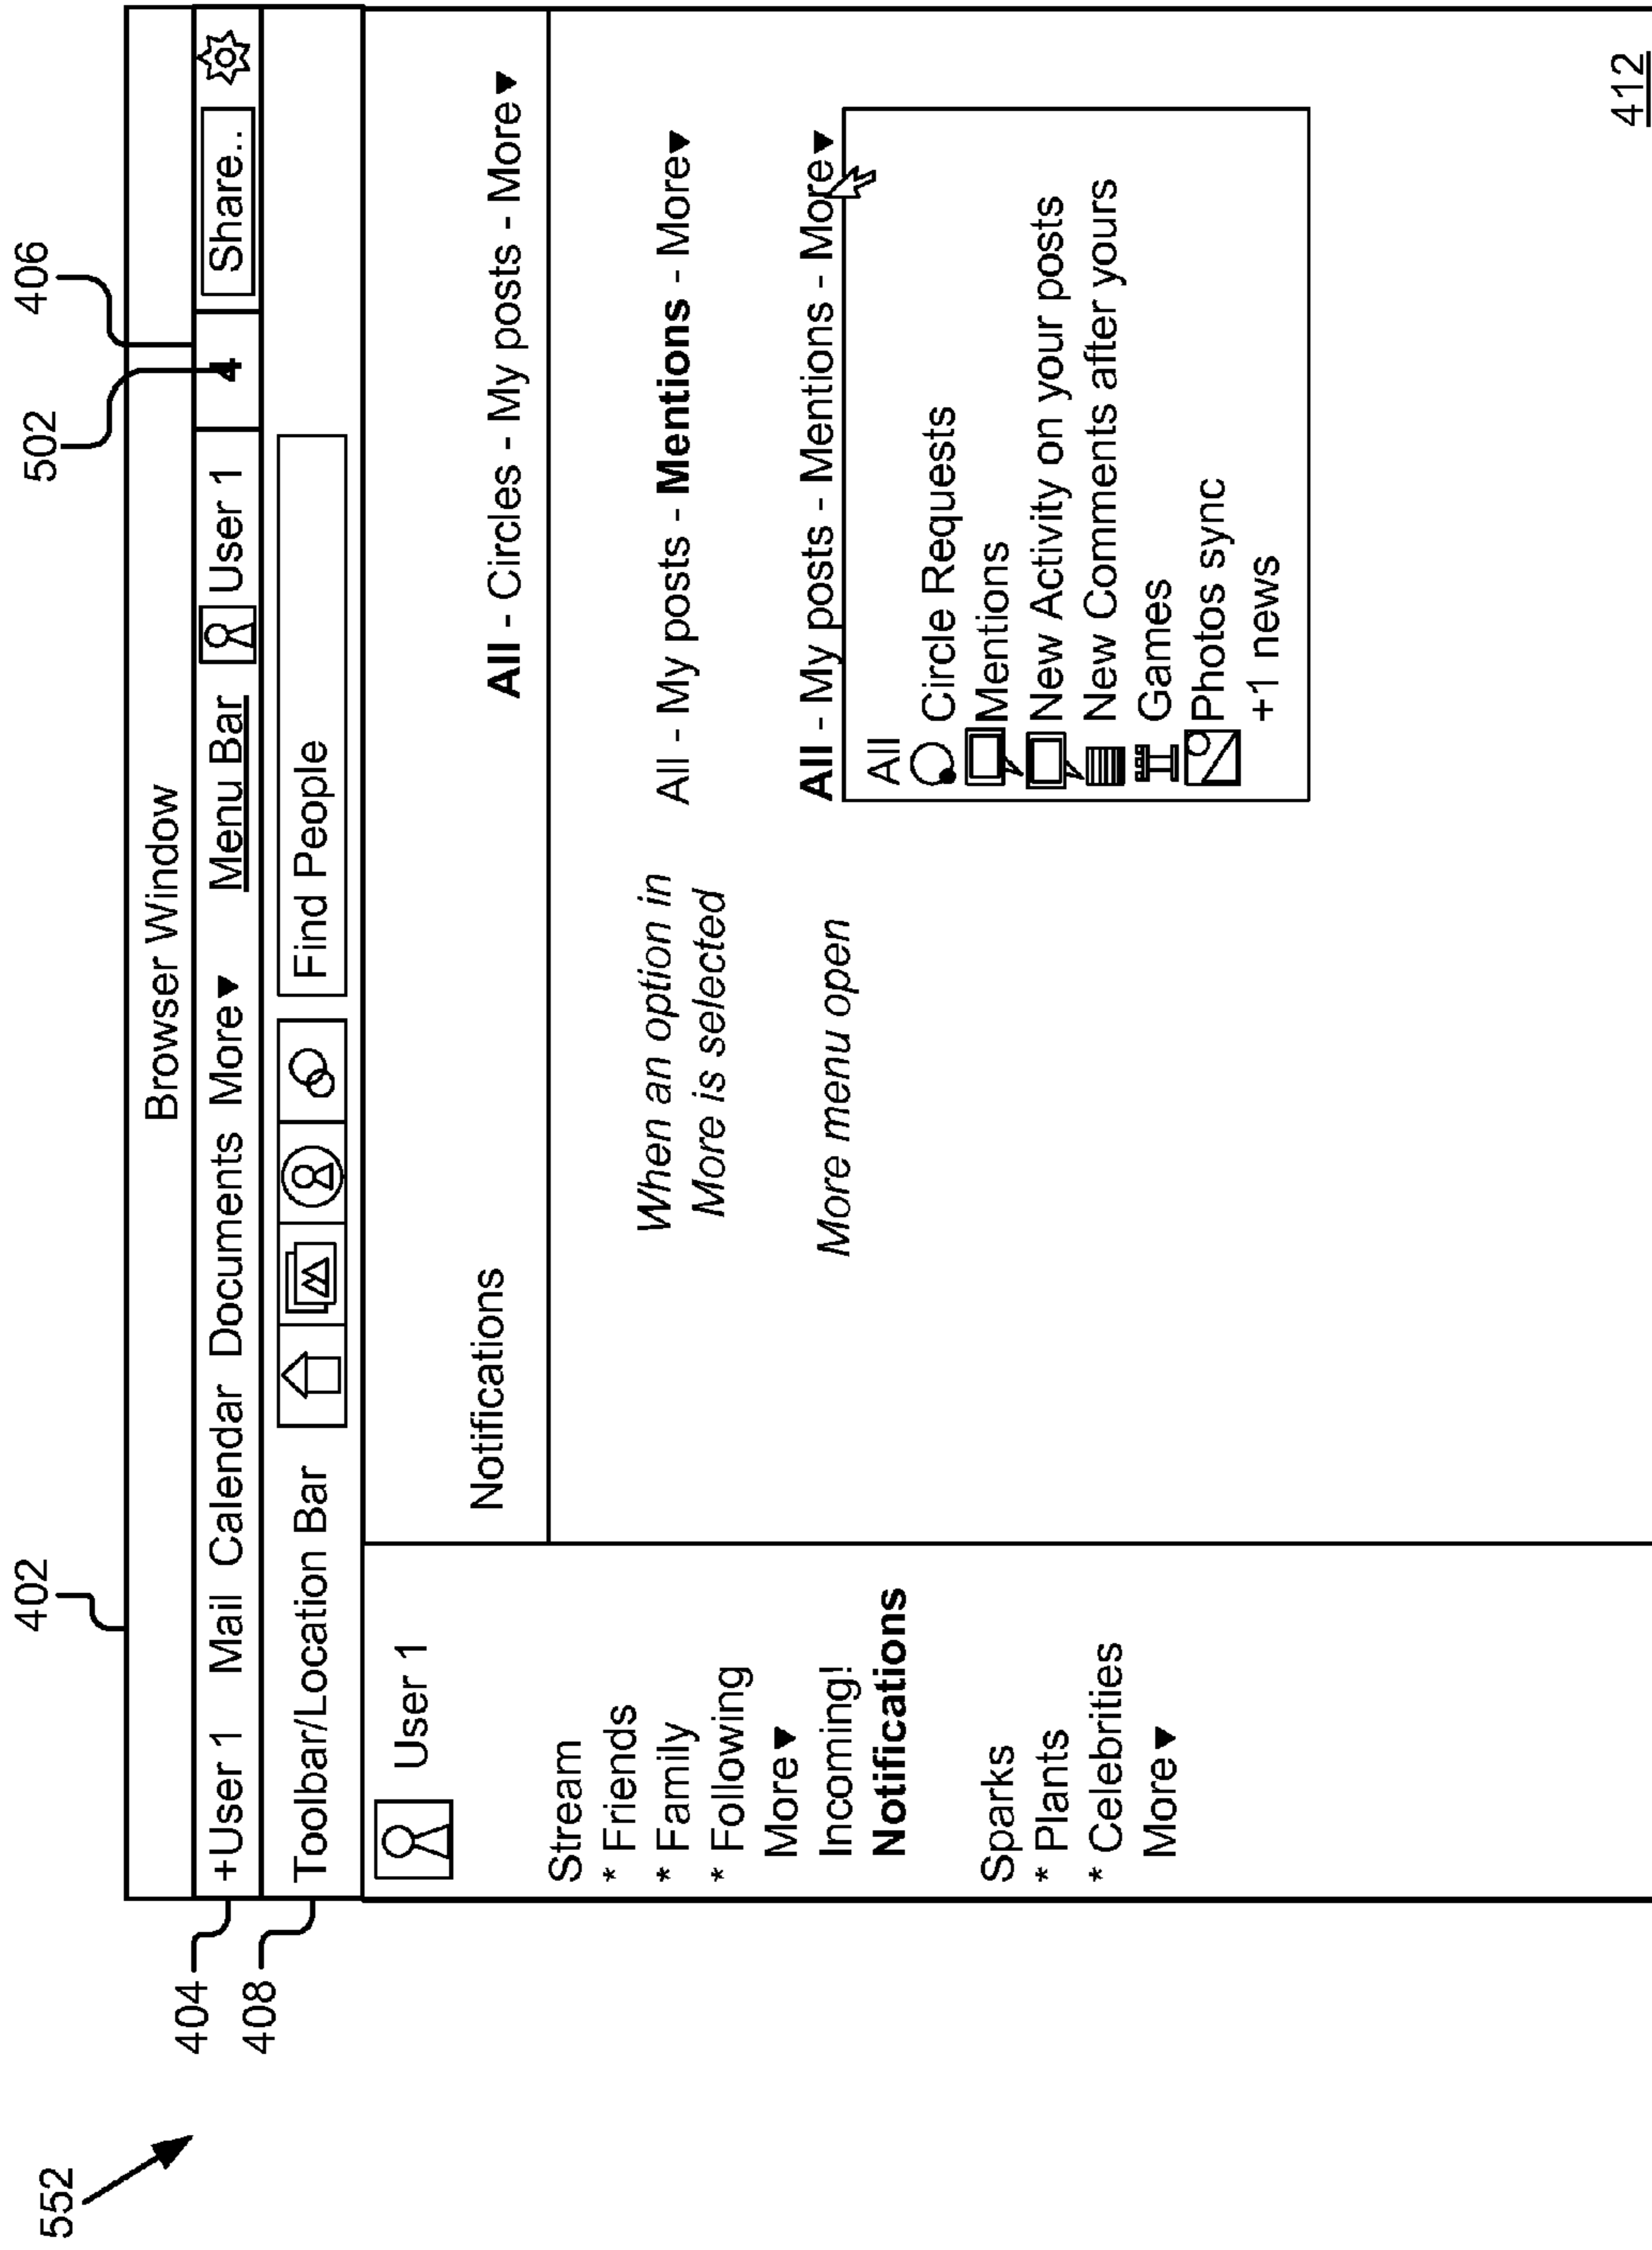 552
402
502
406
404
408
Browser Window
+User 1 Mail Calendar Documents More▼ Menu Bar User 1 4 Share..
Toolbar/Location Bar Find People
User 1
Stream
* Friends
* Family
* Following
More▼
Incoming!
Notifications
Sparks
* Plants
* Celebrities
More▼
Notifications
All - Circles - My posts - More▼
When an option in
More is selected
All - My posts - Mentions - More▼
More menu open
All - My posts - Mentions - More▼
All
Circle Requests
Mentions
New Activity on your posts
New Comments after yours
Games
Photos sync
+1 news
412